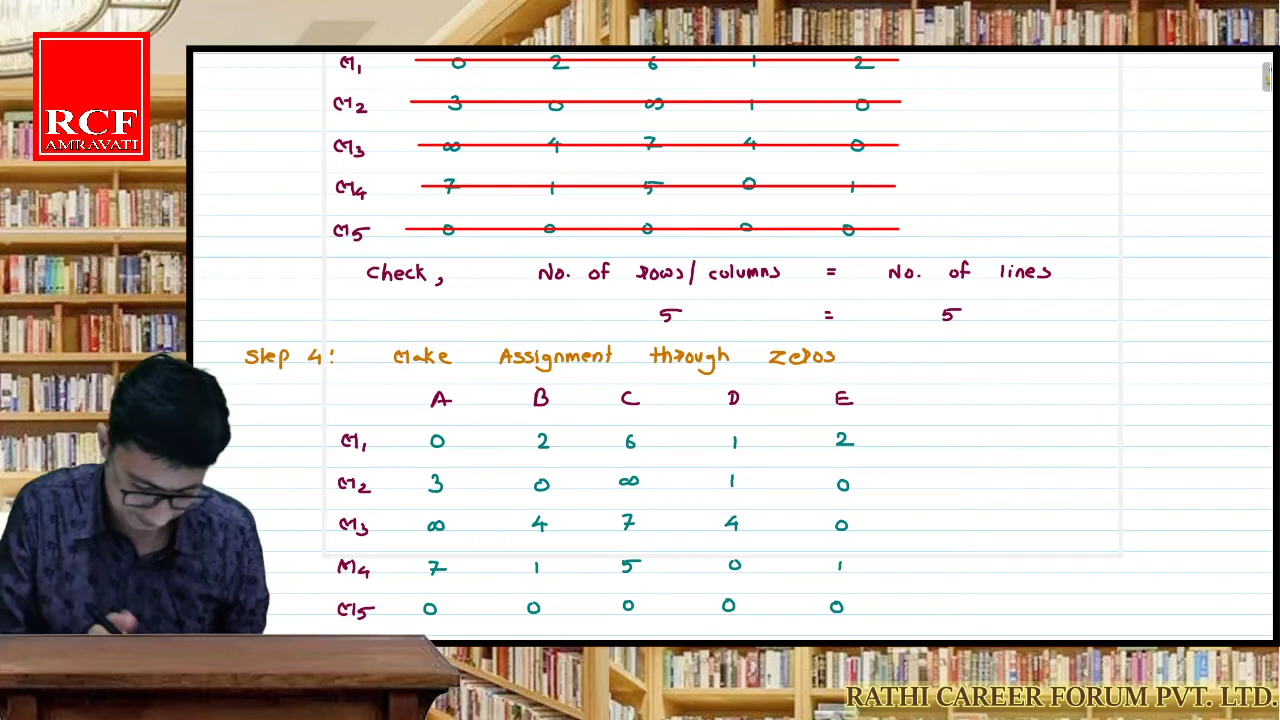 RCF
AMRAVATI
M1 0 2 6 1 2
M2 3 0 ∞ 1 0
M3 ∞ 4 7 4 0
M4 7 1 5 0 1
M5 0 0 0 0 0
Check, No. of rows/columns = No. of lines
5 = 5
Step 4: Make Assignment through Zeros
A B C D E
M1 0 2 6 1 2
M2 3 0 ∞ 1 0
M3 ∞ 4 7 4 0
M4 7 1 5 0 1
M5 0 0 0 0 0
RATHI CAREER FORUM PVT. LTD.